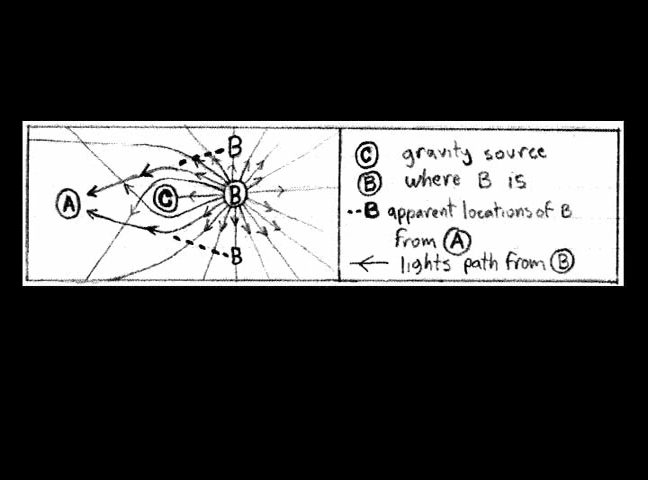 B
A
C
B
B
C gravity source
B where B is
B apparent locations of B
from A
lights path from B